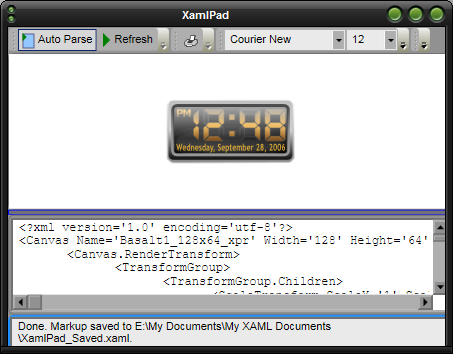 XamlPad
Auto Parse Refresh Courier New 12
PM 12:48
Wednesday, September 28, 2006
<?xml version='1.0' encoding='utf-8'?>
<Canvas Name='Basalt1_128x64_xpr' Width='128' Height='64'
<Canvas.RenderTransform>
<TransformGroup>
<TransformGroup.Children>
Done. Markup saved to E:\My Documents\My XAML Documents
\XamlPad_Saved.xaml.